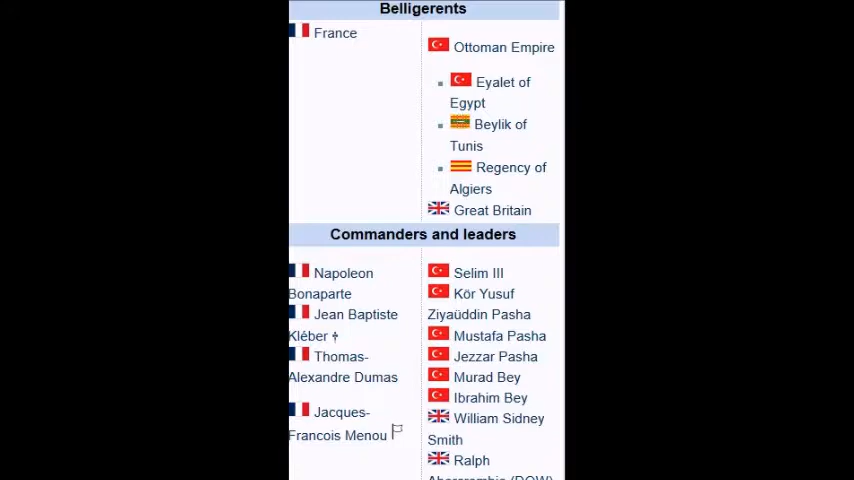 Belligerents
France
Ottoman Empire
Eyalet of
Egypt
Beylik of
Tunis
Regency of
Algiers
Great Britain
Commanders and leaders
Napoleon
Bonaparte
Jean Baptiste
Kléber †
Thomas-
Alexandre Dumas
Jacques-
Francois Menou
Selim III
Kör Yusuf
Ziyaüddin Pasha
Mustafa Pasha
Jezzar Pasha
Murad Bey
Ibrahim Bey
William Sidney
Smith
Ralph